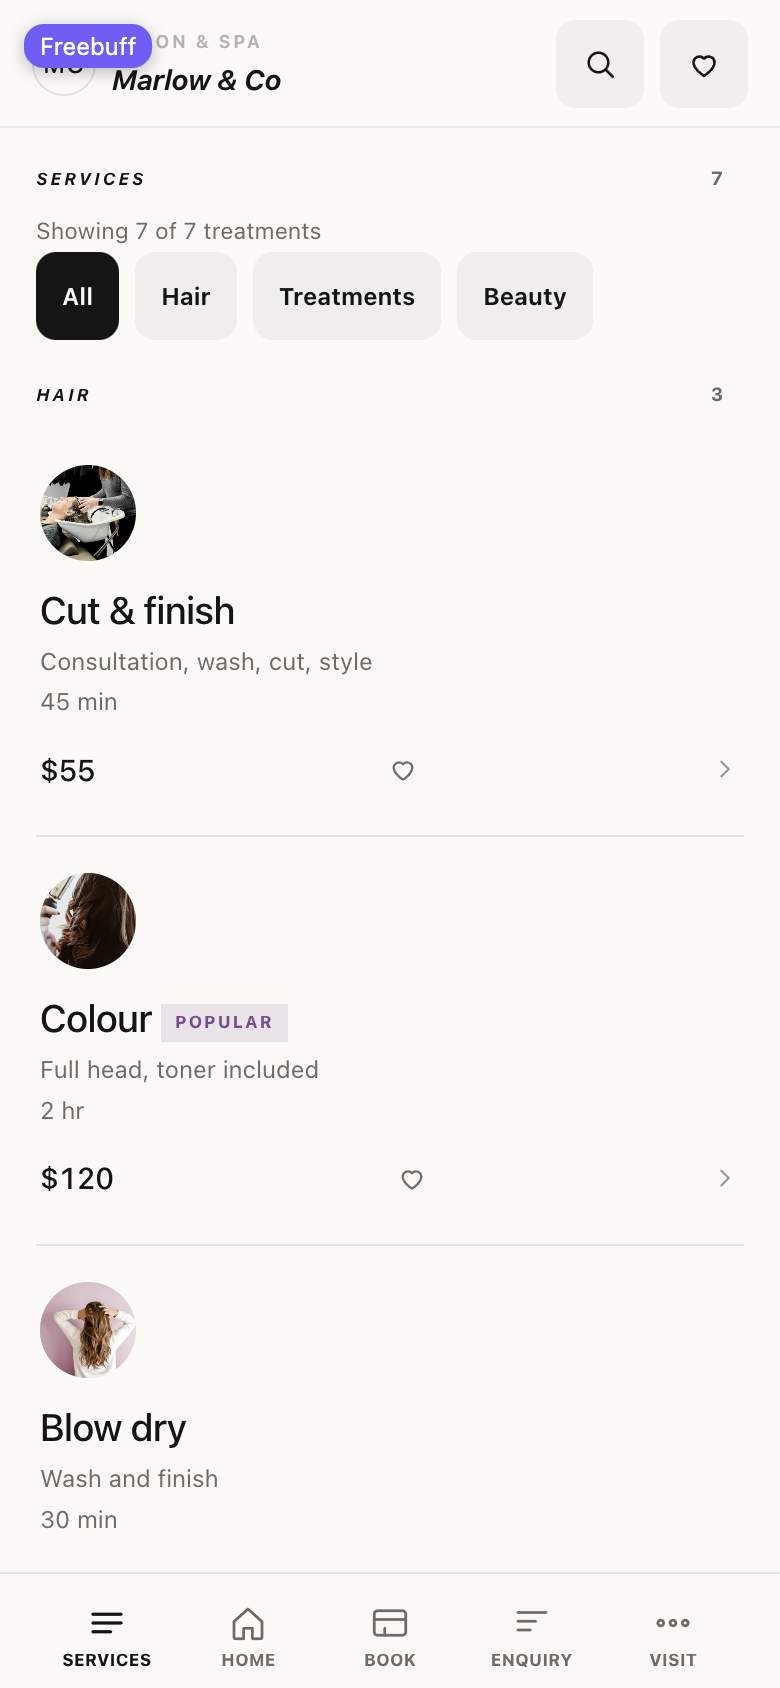 Freebuff
ON & SPA
Marlow & Co
SERVICES 7
Showing 7 of 7 treatments
All Hair Treatments Beauty
HAIR 3
Cut & finish
Consultation, wash, cut, style
45 min
$55
Colour POPULAR
Full head, toner included
2 hr
$120
Blow dry
Wash and finish
30 min
SERVICES HOME BOOK ENQUIRY VISIT